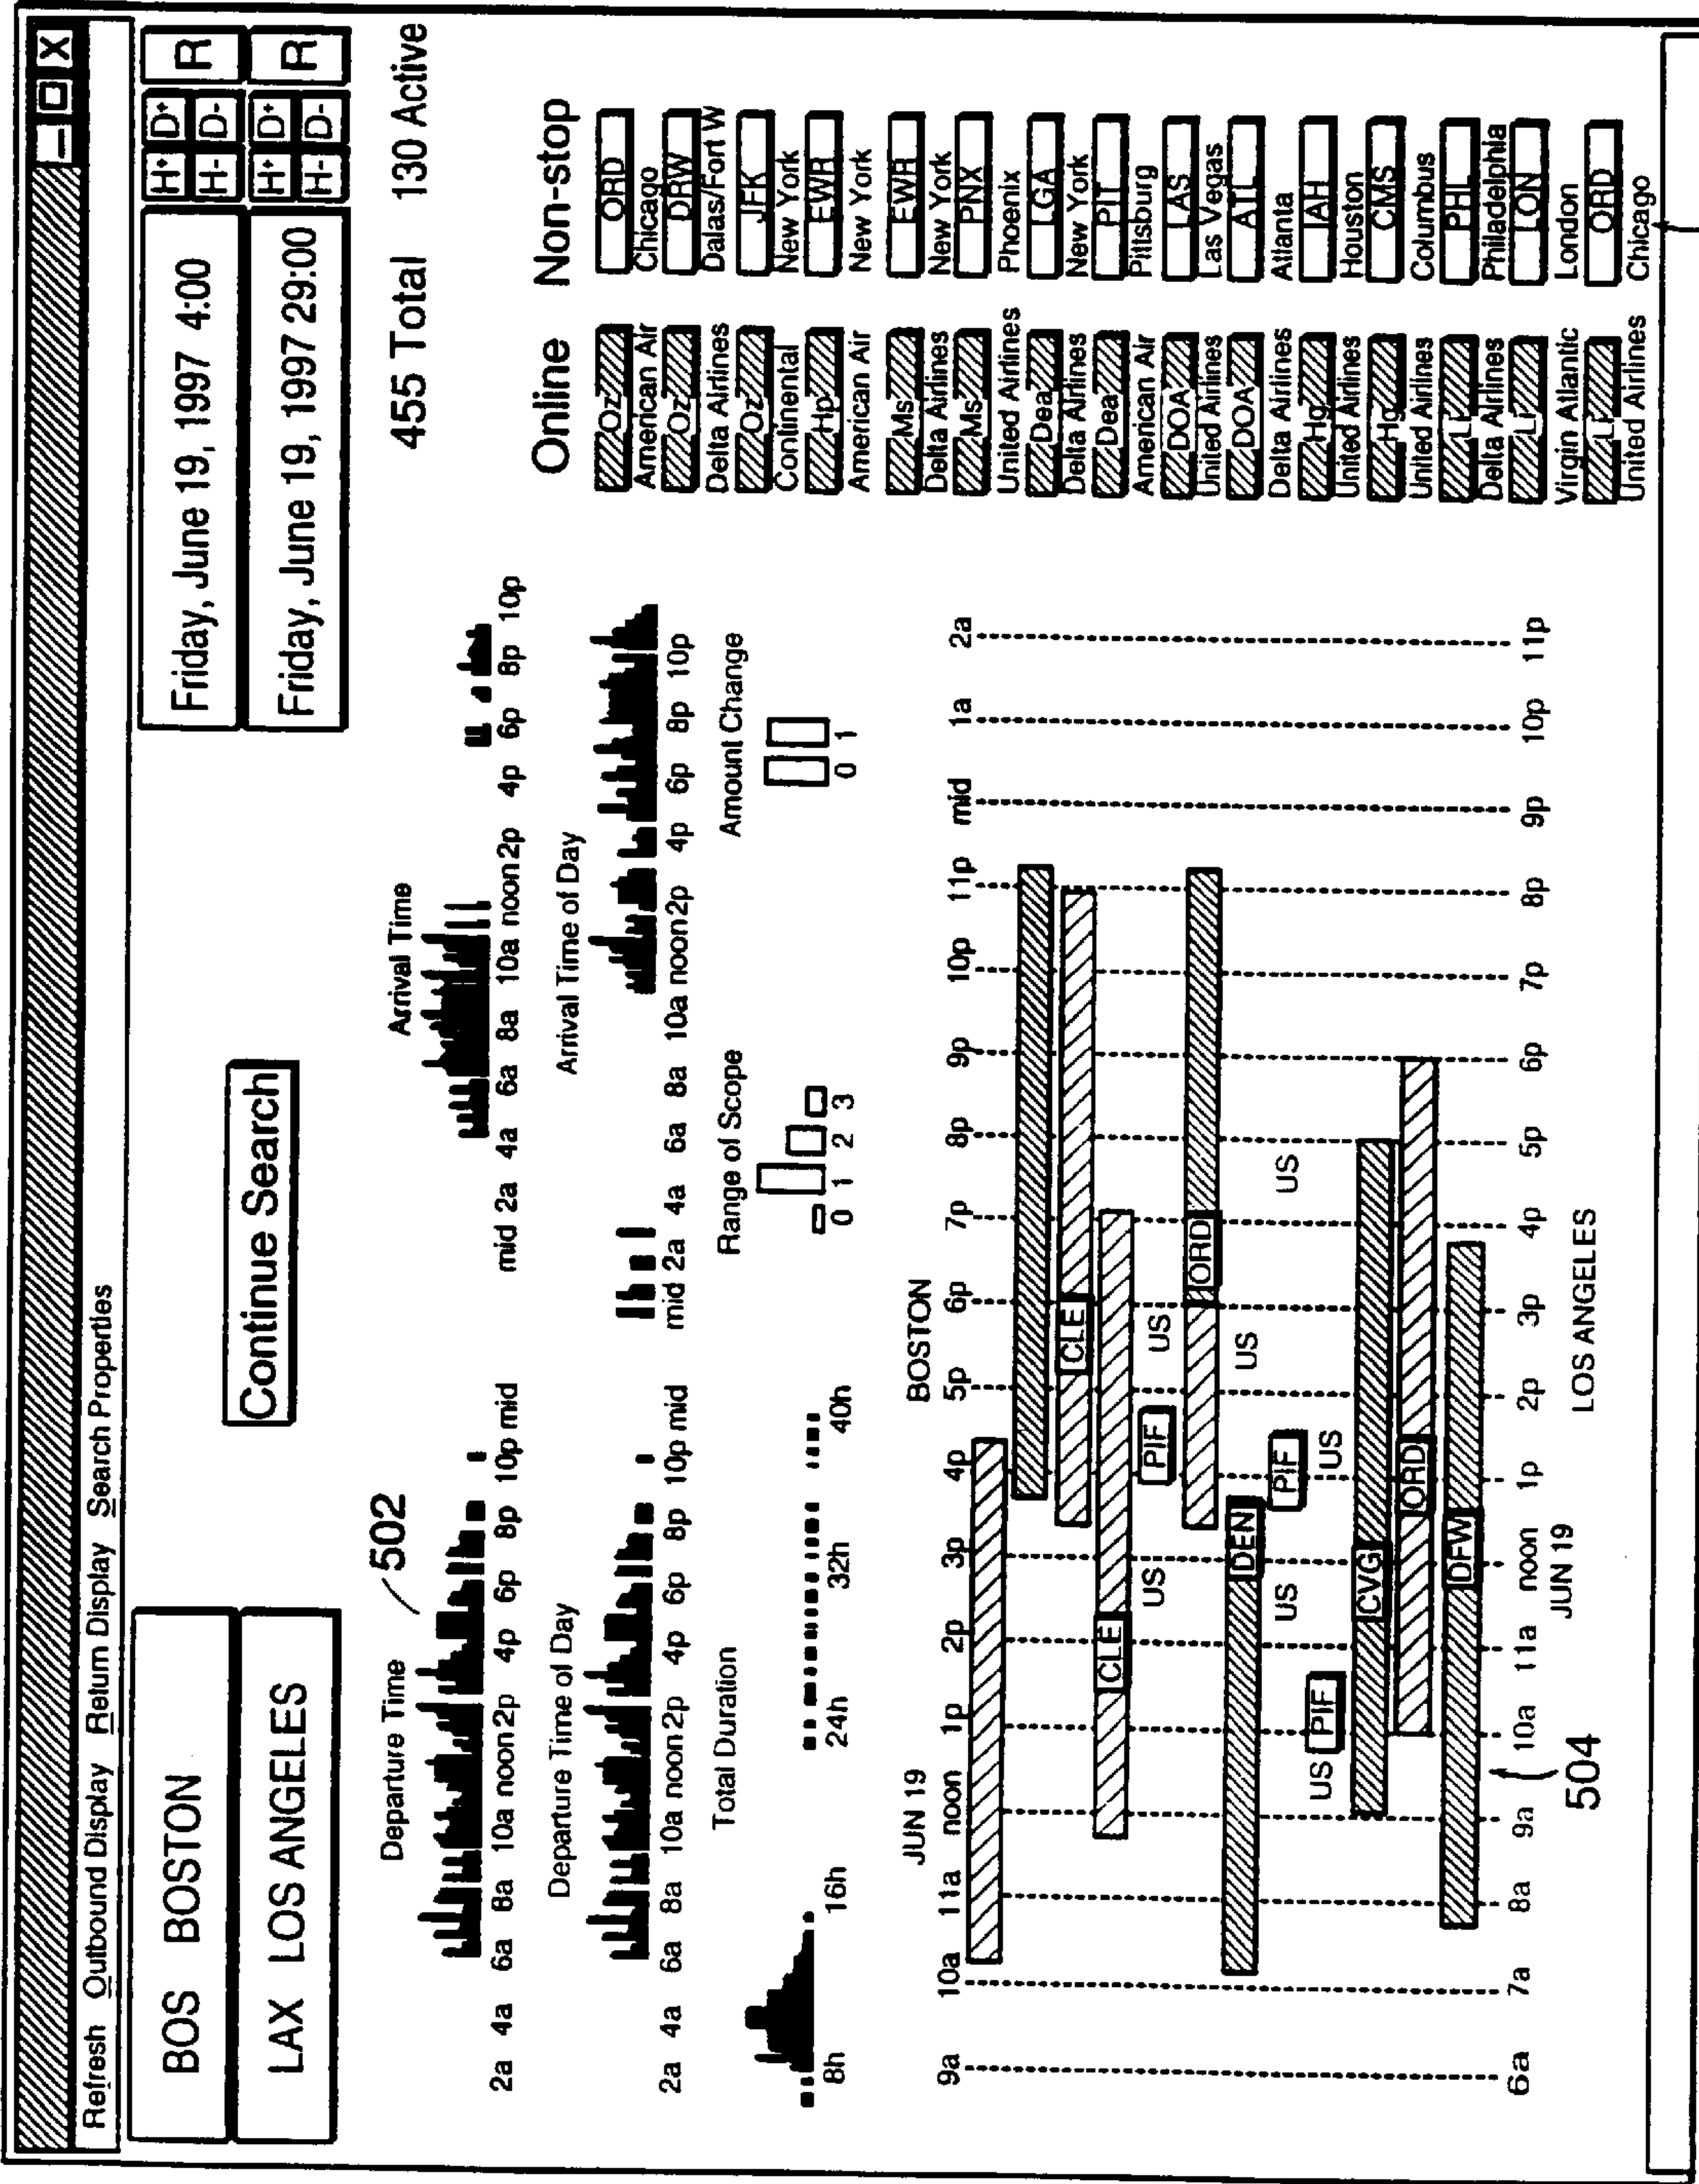 Refresh Outbound Display Return Display Search Properties
BOS BOSTON
LAX LOS ANGELES
Continue Search
Friday, June 19, 1997 4:00
H+ D+ R
H- D-
Friday, June 19, 1997 29:00
H+ D+ R
H- D-
455 Total 130 Active
Departure Time
502
2a 4a 6a 8a 10a noon 2p 4p 6p 8p 10p mid
Arrival Time
mid 2a 4a 6a 8a 10a noon 2p 4p 6p 8p 10p
Departure Time of Day
2a 4a 6a 8a 10a noon 2p 4p 6p 8p 10p mid
Arrival Time of Day
mid 2a 4a 6a 8a 10a noon 2p 4p 6p 8p 10p
Total Duration
8h 16h 24h 32h 40h
Range of Scope
0 1 2 3
Amount Change
0 1
Online Non-stop
Oz ORD
American Air Chicago
Oz DRW
Delta Airlines Dalas/Fort W
Oz JFK
Continental New York
Hp EWR
American Air New York
Ms EWR
Delta Airlines New York
Ms PNX
United Airlines Phoenix
Dea LGA
Delta Airlines New York
Dea PIT
American Air Pittsburg
DOA LAS
United Airlines Las Vegas
DOA ATL
Delta Airlines Atlanta
Hg IAH
United Airlines Houston
Hg CMS
United Airlines Columbus
Li PHL
Delta Airlines Philadelphia
Li LON
Virgin Atlantic London
Li ORD
United Airlines Chicago
JUN 19 BOSTON
9a 10a 11a noon 1p 2p 3p 4p 5p 6p 7p 8p 9p 10p 11p mid 1a 2a
CLE
CLE
US PIF US
ORD
DEN US
US PIF US
US PIF US
CVG
ORD
DFW
6a 7a 8a 9a 10a 11a noon 1p 2p 3p 4p 5p 6p 7p 8p 9p 10p 11p
504
JUN 19 LOS ANGELES